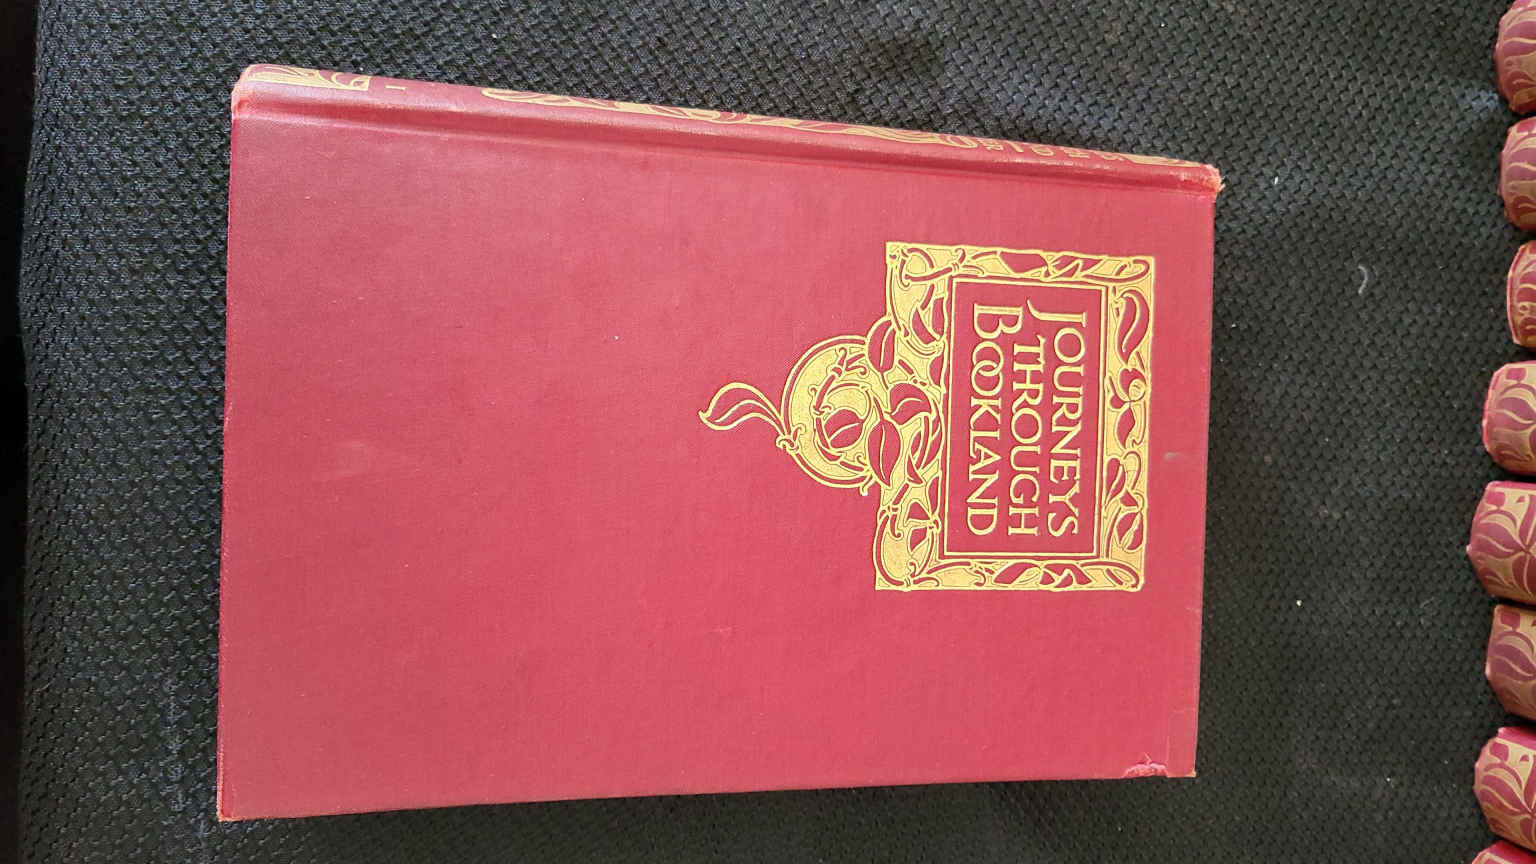 JOURNEYS
THROUGH
BOOKLAND
I